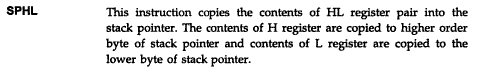 SPHL This instruction copies the contents of HL register pair into the
stack pointer. The contents of H register are copied to higher order
byte of stack pointer and contents of L register are copied to the
lower byte of stack pointer.